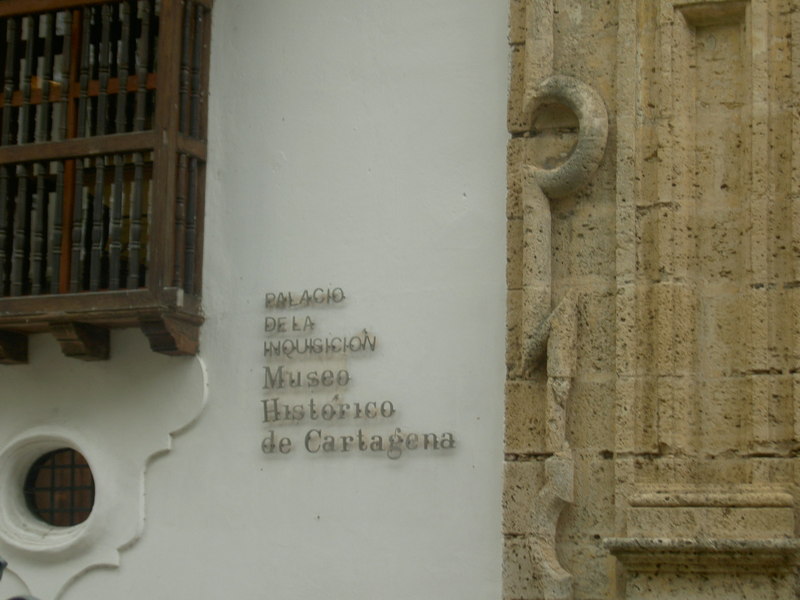 PALACIO
DE LA
INQUISICIÓN
Museo
Histórico
de Cartagena